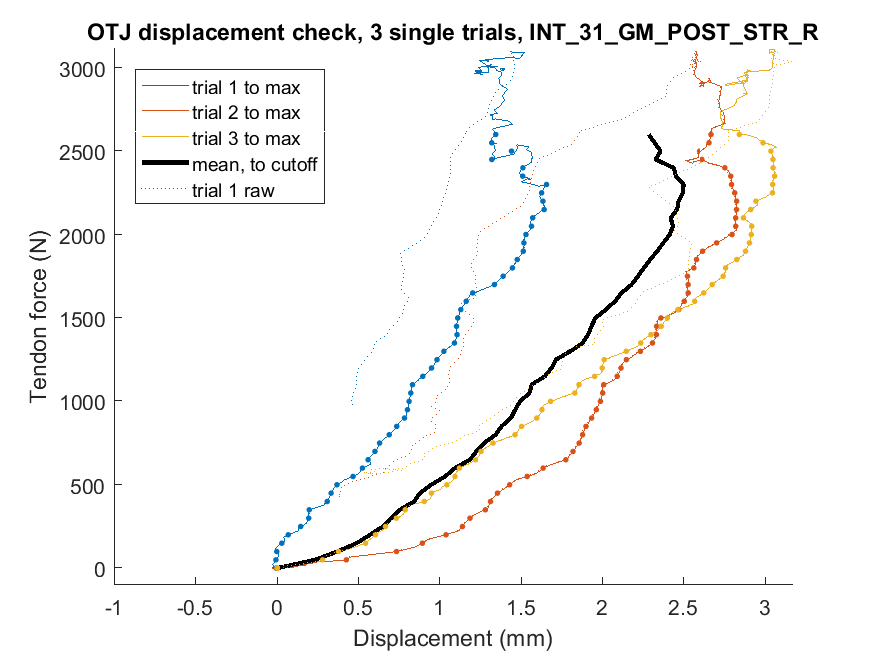 OTJ displacement check, 3 single trials, INT_31_GM_POST_STR_R
3000
2500
2000
1500
1000
500
0
Tendon force (N)
trial 1 to max
trial 2 to max
trial 3 to max
mean, to cutoff
trial 1 raw
-1
-0.5
0
0.5
1
1.5
2
2.5
3
Displacement (mm)